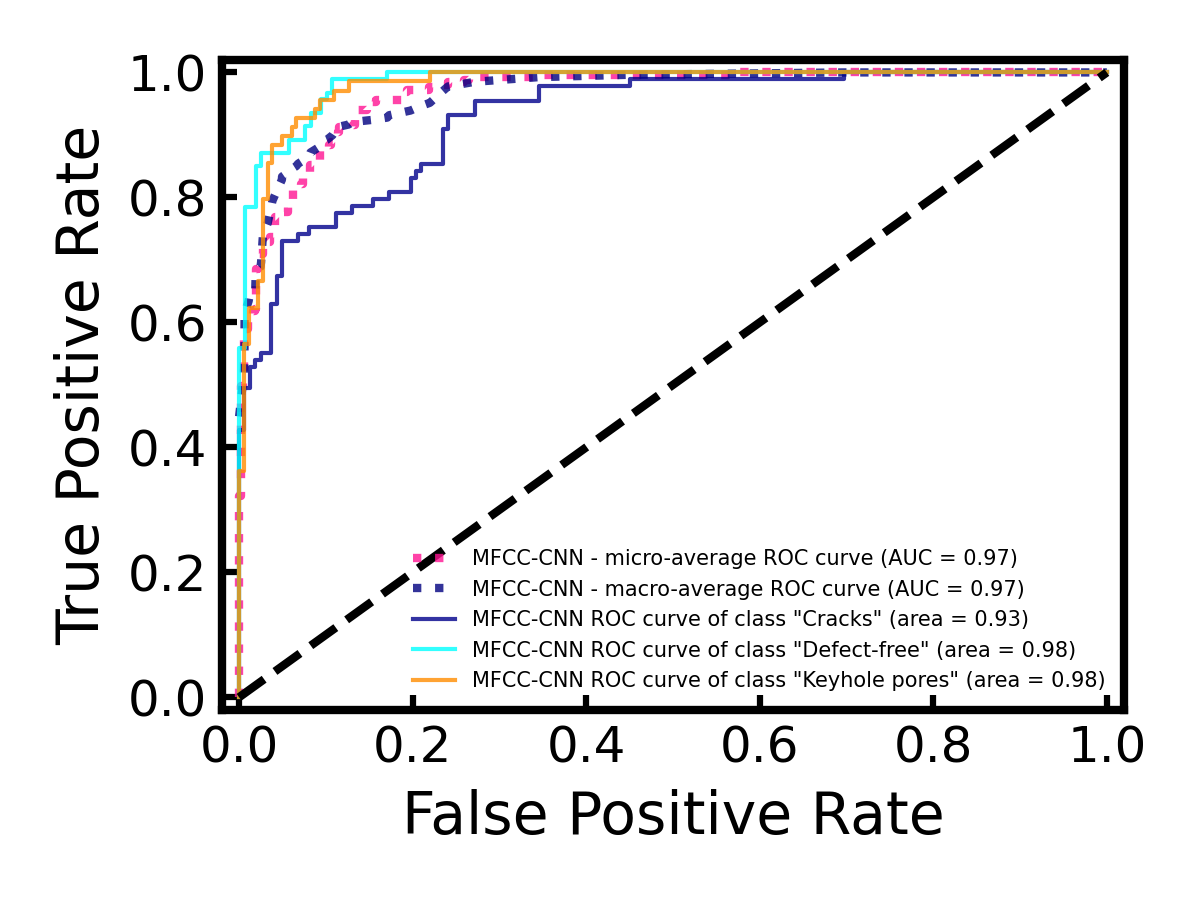 True Positive Rate
1.0
0.8
0.6
0.4
0.2
0.0
MFCC-CNN - micro-average ROC curve (AUC = 0.97)
MFCC-CNN - macro-average ROC curve (AUC = 0.97)
MFCC-CNN ROC curve of class "Cracks" (area = 0.93)
MFCC-CNN ROC curve of class "Defect-free" (area = 0.98)
MFCC-CNN ROC curve of class "Keyhole pores" (area = 0.98)
0.0 0.2 0.4 0.6 0.8 1.0
False Positive Rate